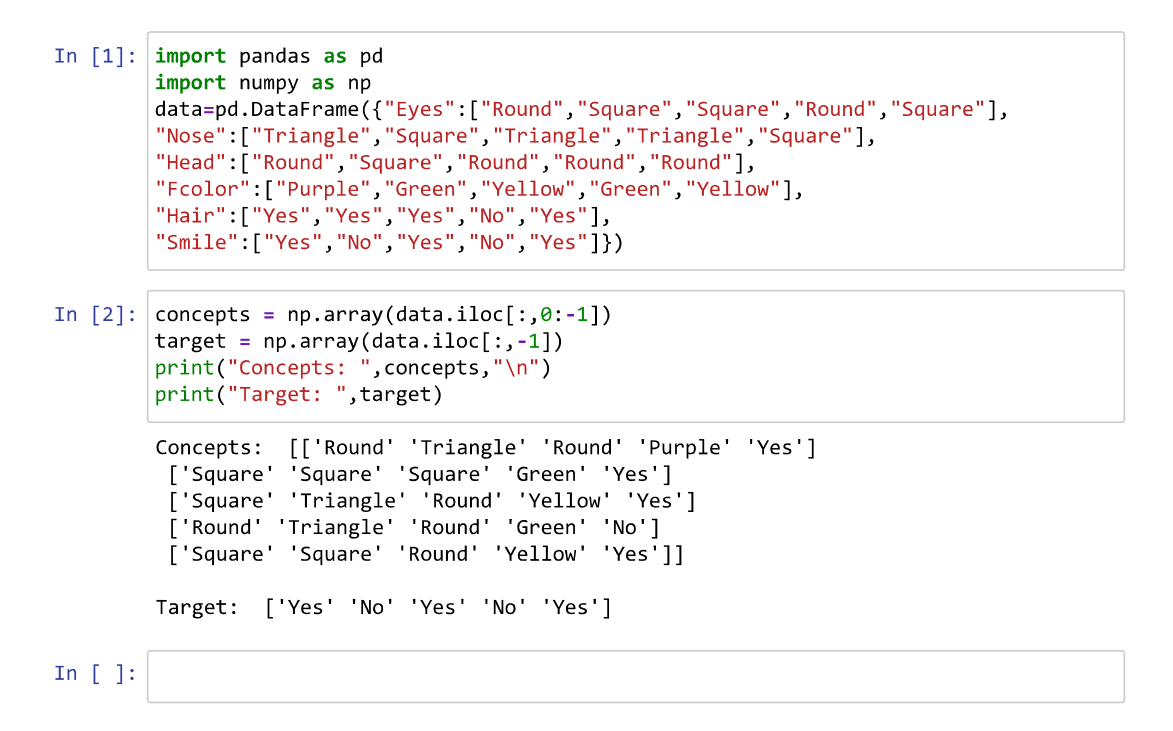 In [1]: import pandas as pd
import numpy as np
data=pd.DataFrame({"Eyes":["Round","Square","Square","Round","Square"],
"Nose":["Triangle","Square","Triangle","Triangle","Square"],
"Head":["Round","Square","Round","Round","Round"],
"Fcolor":["Purple","Green","Yellow","Green","Yellow"],
"Hair":["Yes","Yes","Yes","No","Yes"],
"Smile":["Yes","No","Yes","No","Yes"]})
In [2]: concepts = np.array(data.iloc[:,0:-1])
target = np.array(data.iloc[:,-1])
print("Concepts: ",concepts,"\n")
print("Target: ",target)
Concepts:  [['Round' 'Triangle' 'Round' 'Purple' 'Yes']
 ['Square' 'Square' 'Square' 'Green' 'Yes']
 ['Square' 'Triangle' 'Round' 'Yellow' 'Yes']
 ['Round' 'Triangle' 'Round' 'Green' 'No']
 ['Square' 'Square' 'Round' 'Yellow' 'Yes']]
Target:  ['Yes' 'No' 'Yes' 'No' 'Yes']
In [ ]: